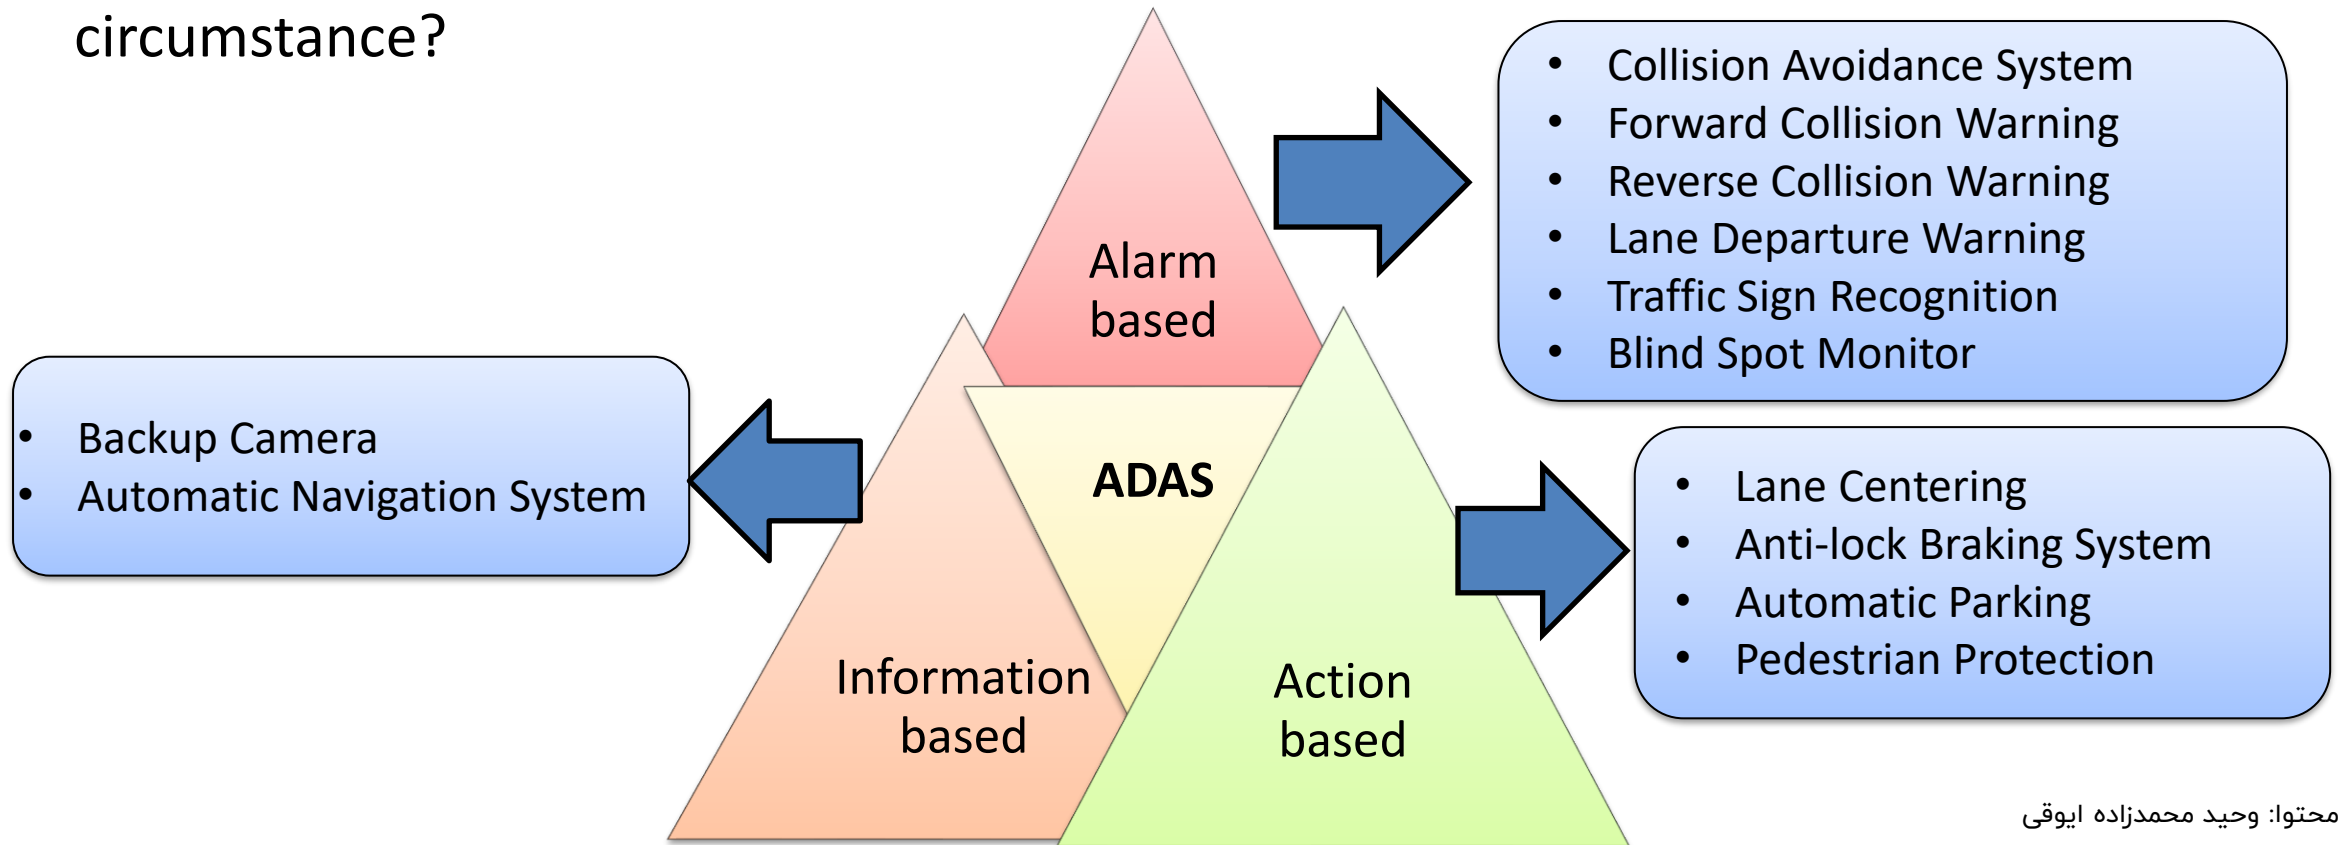 circumstance?
Alarm
based
• Collision Avoidance System
• Forward Collision Warning
• Reverse Collision Warning
• Lane Departure Warning
• Traffic Sign Recognition
• Blind Spot Monitor
• Backup Camera
• Automatic Navigation System
ADAS
• Lane Centering
• Anti-lock Braking System
• Automatic Parking
• Pedestrian Protection
Information
based
Action
based
محتوا: وحید محمدزاده ایوقی